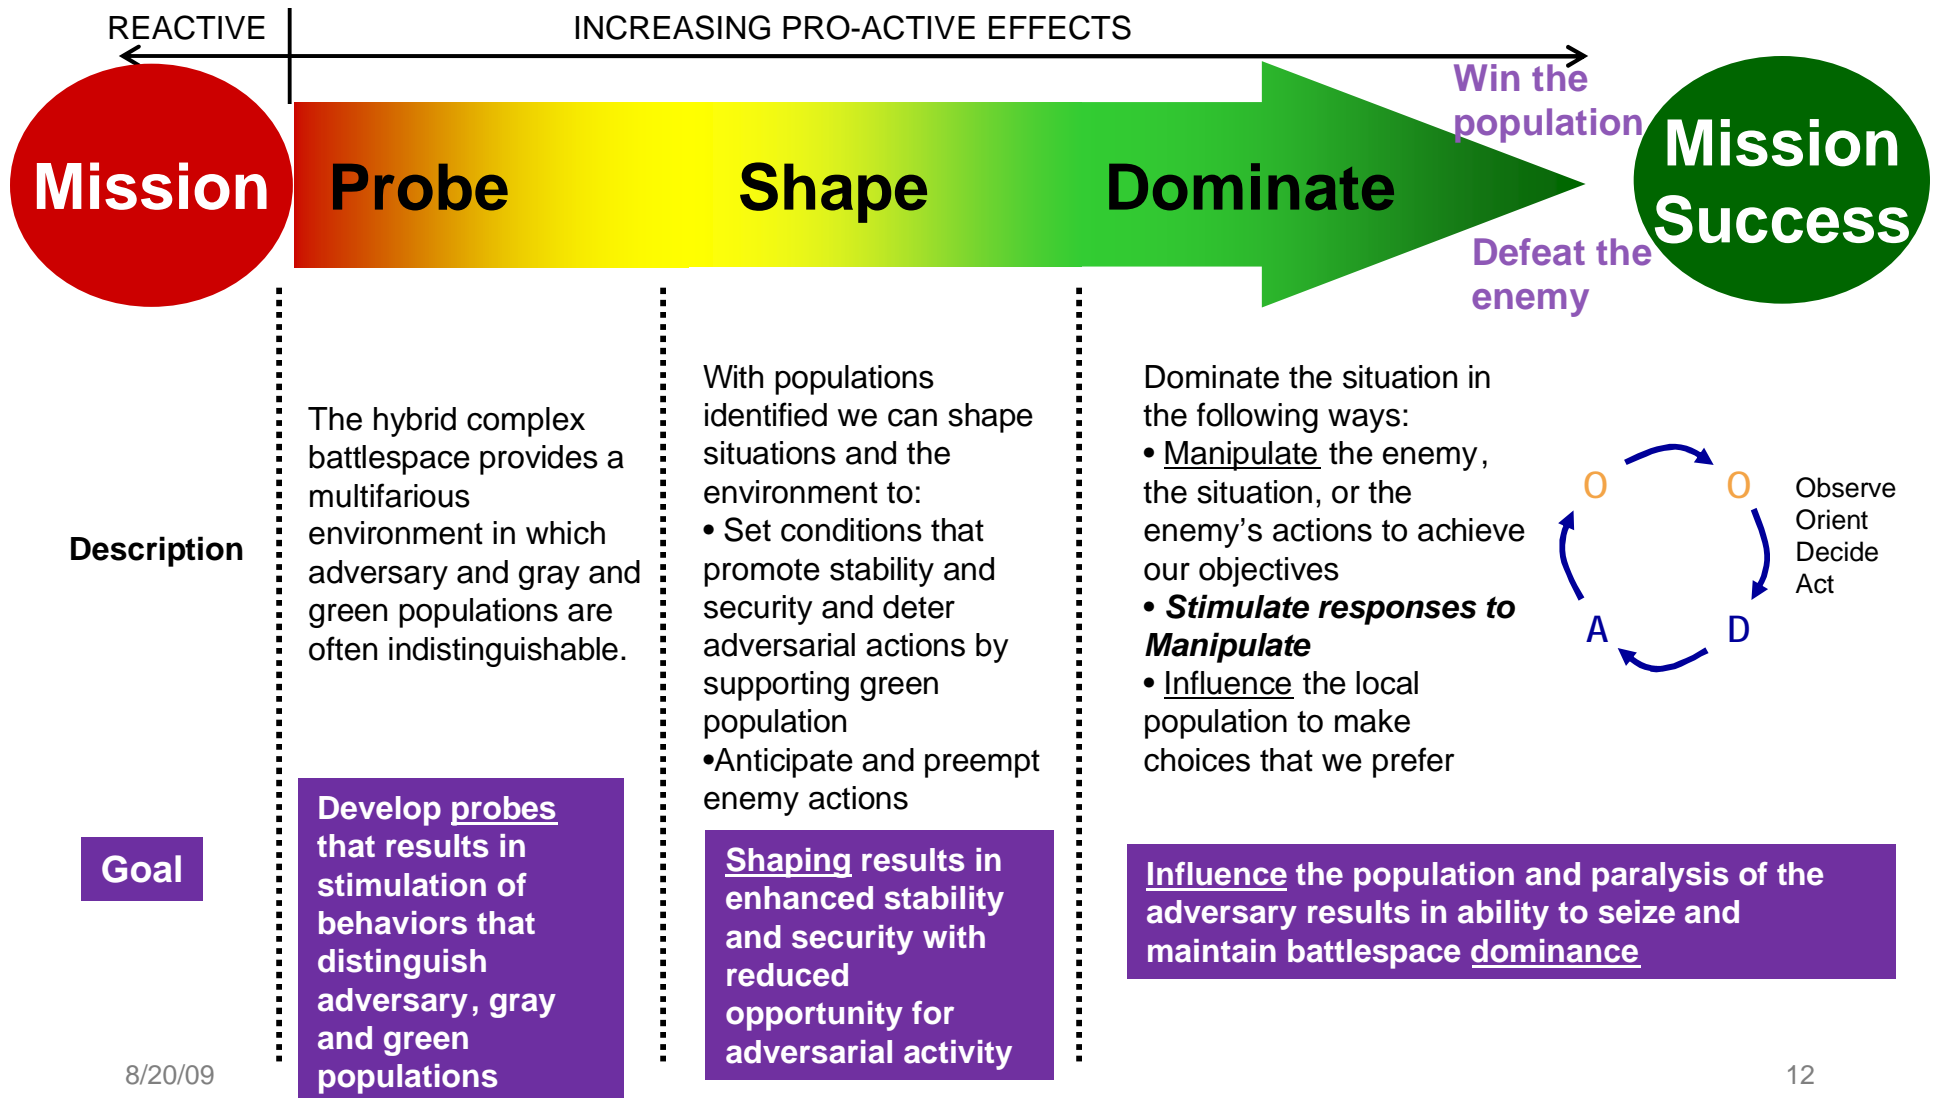 REACTIVE
INCREASING PRO-ACTIVE EFFECTS
Mission
Probe
Shape
Dominate
Win the
population
Defeat the
enemy
Mission
Success
Description
The hybrid complex
battlespace provides a
multifarious
environment in which
adversary and gray and
green populations are
often indistinguishable.
With populations
identified we can shape
situations and the
environment to:
• Set conditions that
promote stability and
security and deter
adversarial actions by
supporting green
population
•Anticipate and preempt
enemy actions
Dominate the situation in
the following ways:
• Manipulate the enemy,
the situation, or the
enemy’s actions to achieve
our objectives
• Stimulate responses to
Manipulate
• Influence the local
population to make
choices that we prefer
O O
A D
Observe
Orient
Decide
Act
Goal
Develop probes
that results in
stimulation of
behaviors that
distinguish
adversary, gray
and green
populations
Shaping results in
enhanced stability
and security with
reduced
opportunity for
adversarial activity
Influence the population and paralysis of the
adversary results in ability to seize and
maintain battlespace dominance
8/20/09
12